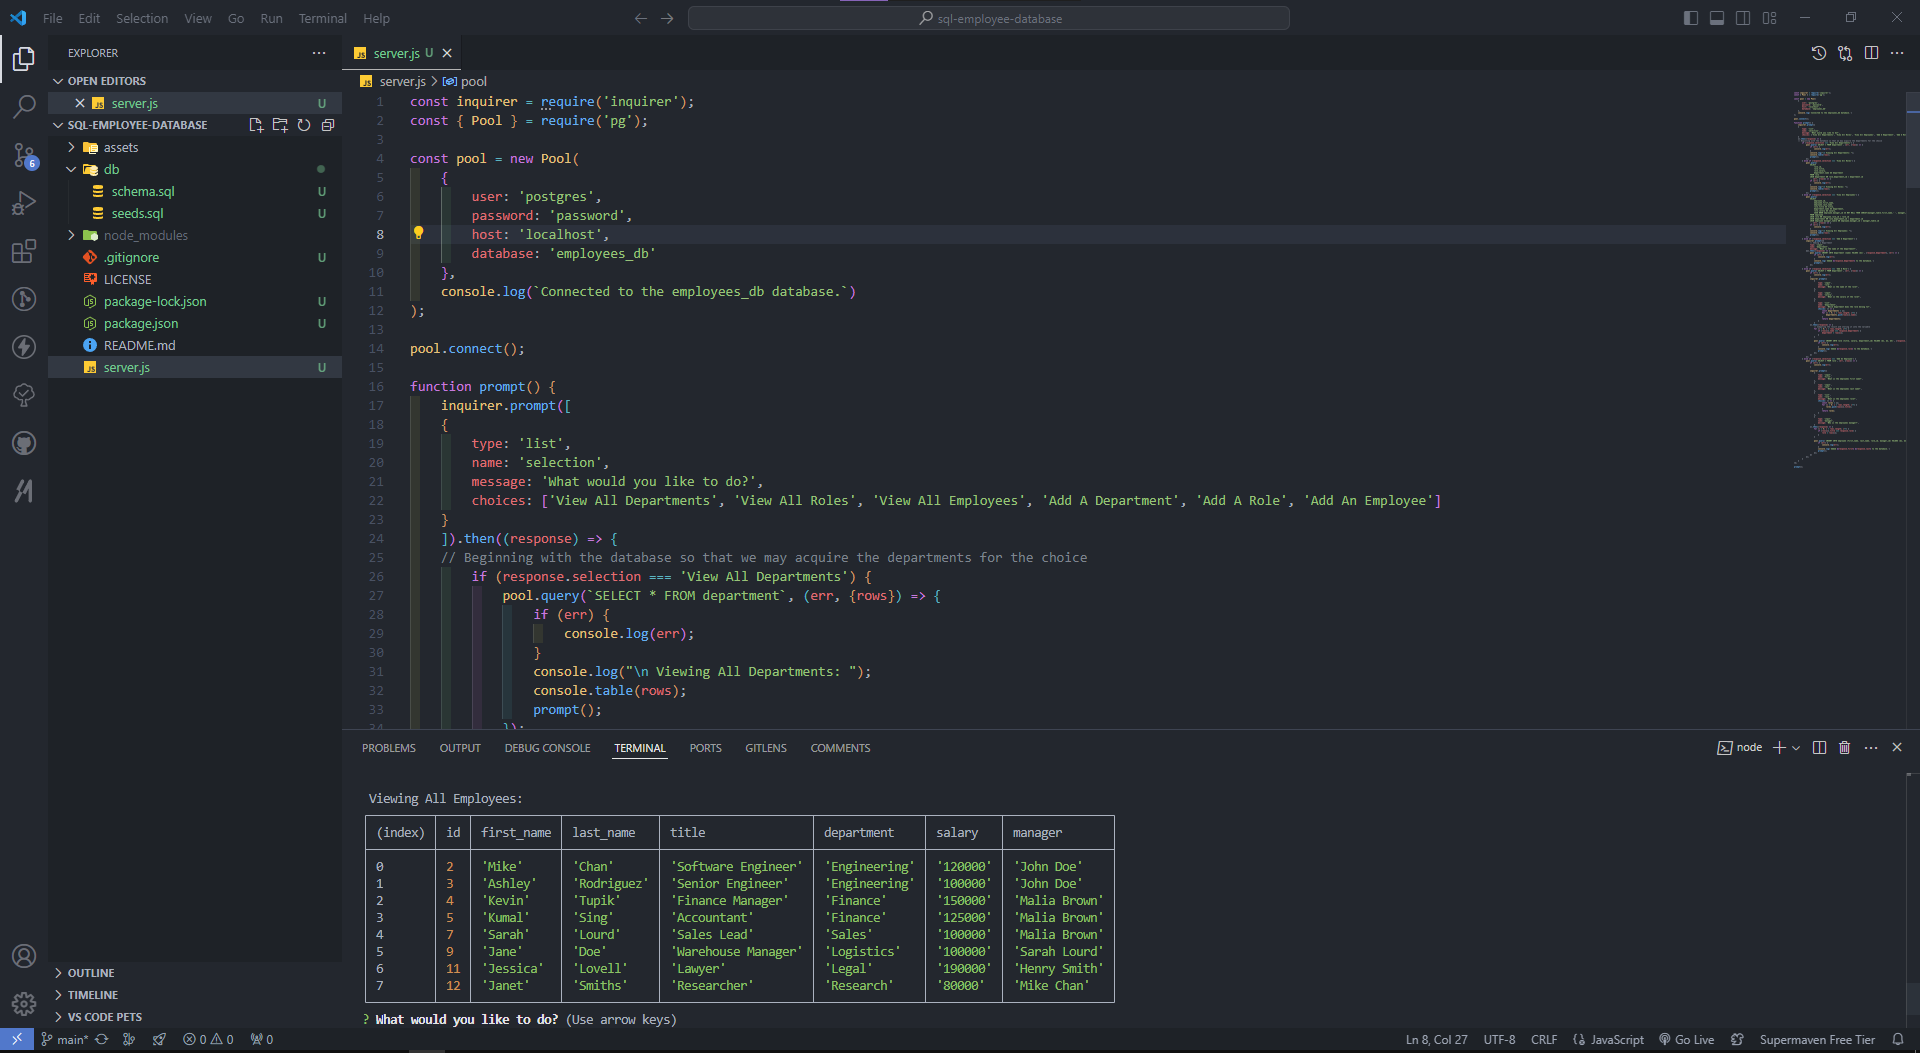 File Edit Selection View Go Run Terminal Help
sql-employee-database
EXPLORER
OPEN EDITORS
server.js U
SQL-EMPLOYEE-DATABASE
assets
db
schema.sql U
seeds.sql U
node_modules
.gitignore U
LICENSE
package-lock.json U
package.json U
README.md
server.js U
OUTLINE
TIMELINE
VS CODE PETS
6
server.js U
server.js > pool
1 const inquirer = require('inquirer');
2 const { Pool } = require('pg');
3
4 const pool = new Pool(
5 {
6 user: 'postgres',
7 password: 'password',
8 host: 'localhost',
9 database: 'employees_db'
10 },
11 console.log(`Connected to the employees_db database.`)
12 );
13
14 pool.connect();
15
16 function prompt() {
17 inquirer.prompt([
18 {
19 type: 'list',
20 name: 'selection',
21 message: 'What would you like to do?',
22 choices: ['View All Departments', 'View All Roles', 'View All Employees', 'Add A Department', 'Add A Role', 'Add An Employee']
23 }
24 ]).then((response) => {
25 // Beginning with the database so that we may acquire the departments for the choice
26 if (response.selection === 'View All Departments') {
27 pool.query(`SELECT * FROM department`, (err, {rows}) => {
28 if (err) {
29 console.log(err);
30 }
31 console.log("\n Viewing All Departments: ");
32 console.table(rows);
33 prompt();
34 });
PROBLEMS OUTPUT DEBUG CONSOLE TERMINAL PORTS GITLENS COMMENTS
node
Viewing All Employees:
(index) id first_name last_name title department salary manager
0 2 'Mike' 'Chan' 'Software Engineer' 'Engineering' '120000' 'John Doe'
1 3 'Ashley' 'Rodriguez' 'Senior Engineer' 'Engineering' '100000' 'John Doe'
2 4 'Kevin' 'Tupik' 'Finance Manager' 'Finance' '150000' 'Malia Brown'
3 5 'Kumal' 'Sing' 'Accountant' 'Finance' '125000' 'Malia Brown'
4 7 'Sarah' 'Lourd' 'Sales Lead' 'Sales' '100000' 'Malia Brown'
5 9 'Jane' 'Doe' 'Warehouse Manager' 'Logistics' '100000' 'Sarah Lourd'
6 11 'Jessica' 'Lovell' 'Lawyer' 'Legal' '190000' 'Henry Smith'
7 12 'Janet' 'Smiths' 'Researcher' 'Research' '80000' 'Mike Chan'
? What would you like to do? (Use arrow keys)
main* 0 0 0 Ln 8, Col 27 UTF-8 CRLF JavaScript Go Live Supermaven Free Tier